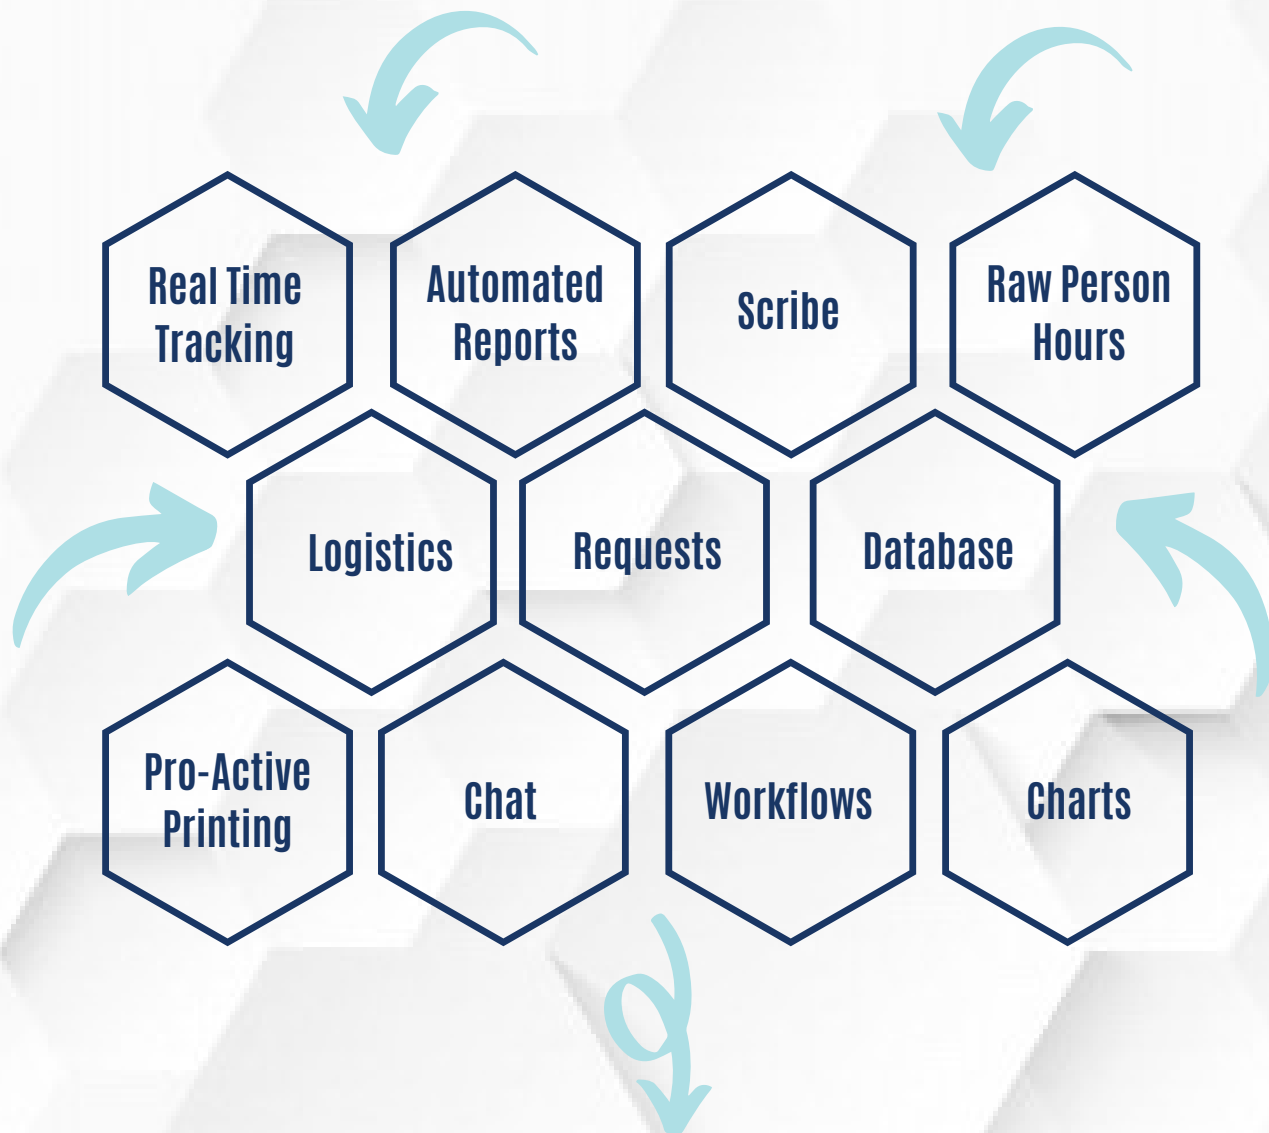 Real Time
Tracking
Automated
Reports
Scribe
Raw Person
Hours
Logistics
Requests
Database
Pro-Active
Printing
Chat
Workflows
Charts